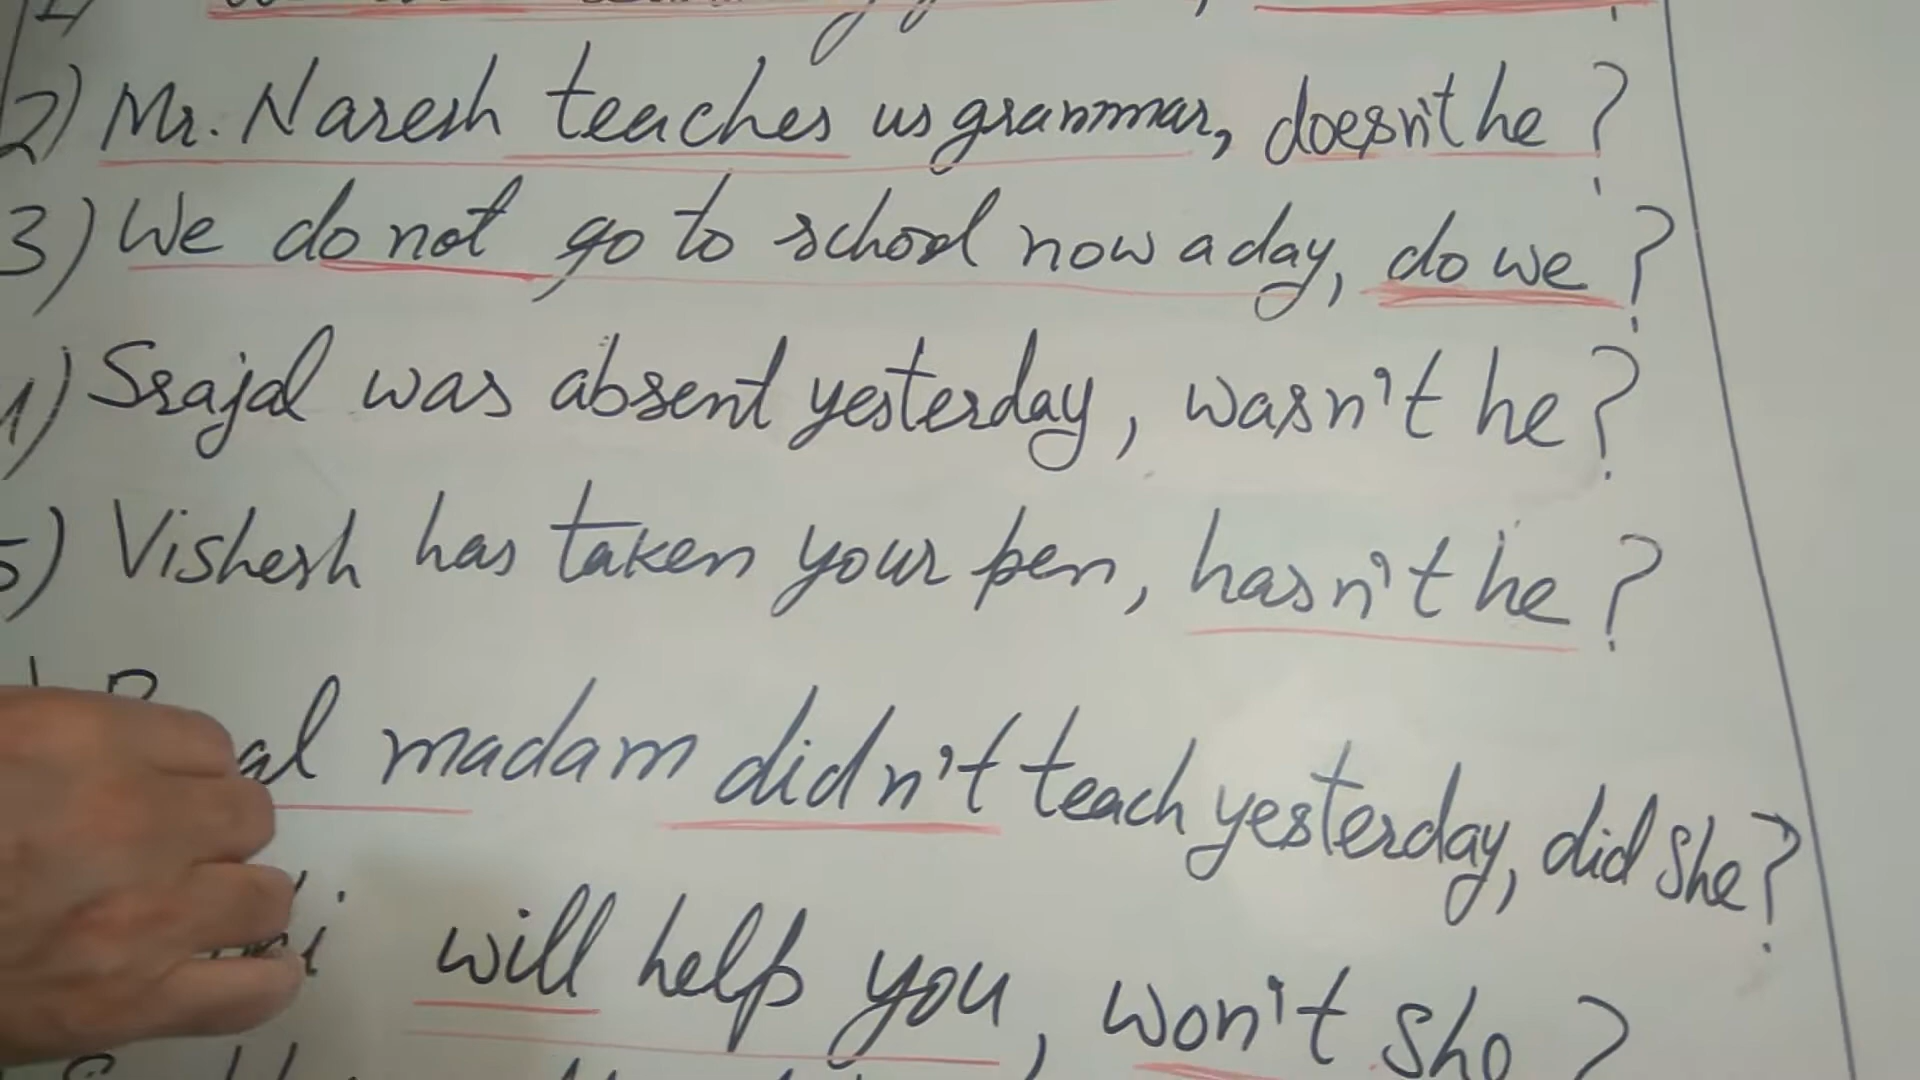 2) Mr. Naresh teaches us grammar, doesn't he?
3) We do not go to school now a day, do we?
Srajal was absent yesterday, wasn't he?
5) Vishesh has taken your pen, hasn't he?
madam didn't teach yesterday, did she?
will help you, won't she?